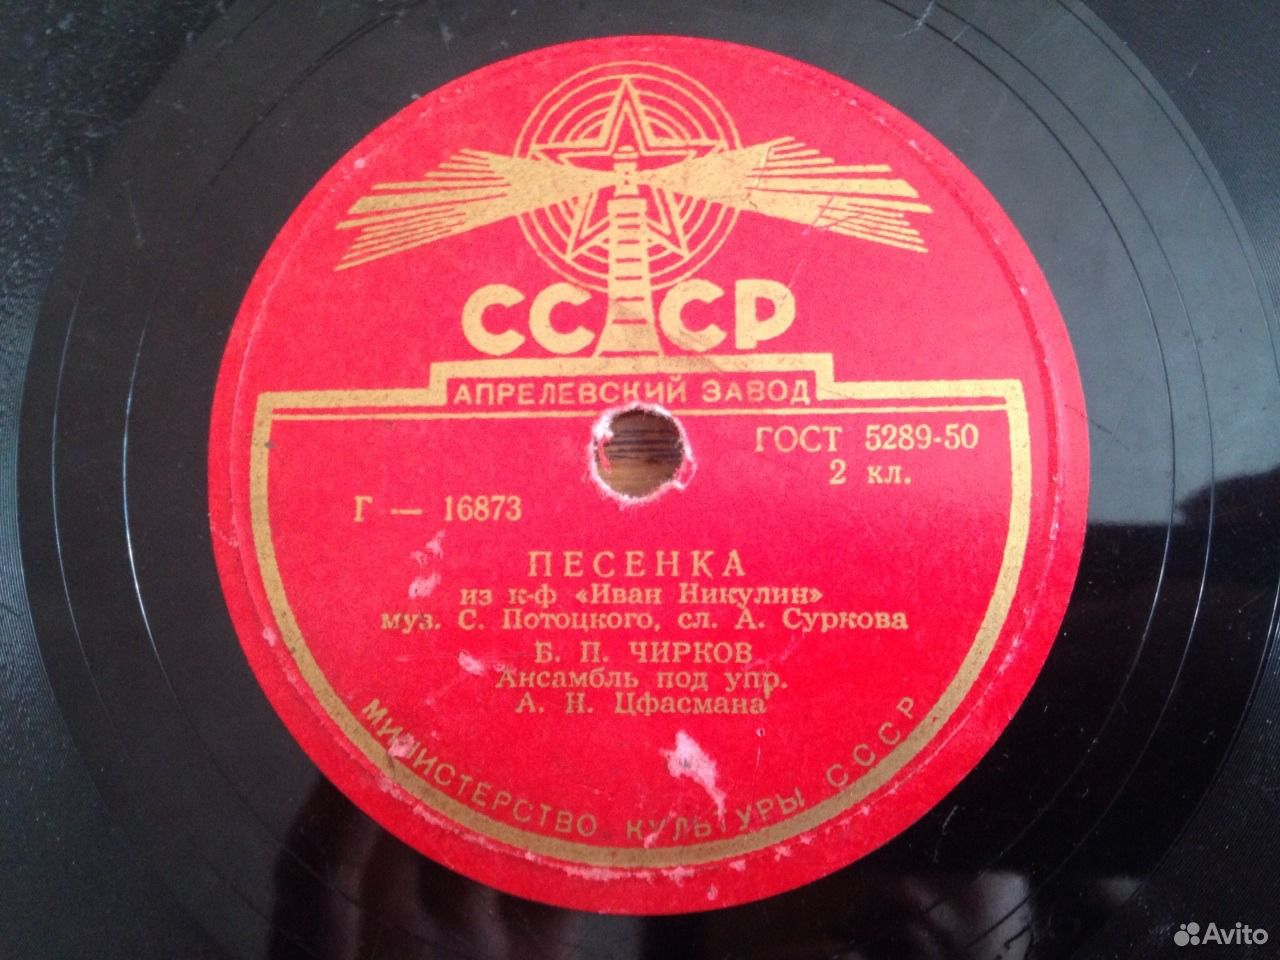 СССР
АПРЕЛЕВСКИЙ ЗАВОД
ГОСТ 5289-50
2 кл.
Г — 16873
ПЕСЕНКА
из к-ф «Иван Никулин»
муз. С. Потоцкого, сл. А. Суркова
Б. П. ЧИРКОВ
Ансамбль под упр.
А. Н. Цфасмана
МИНИСТЕРСТВО КУЛЬТУРЫ СССР
Avito